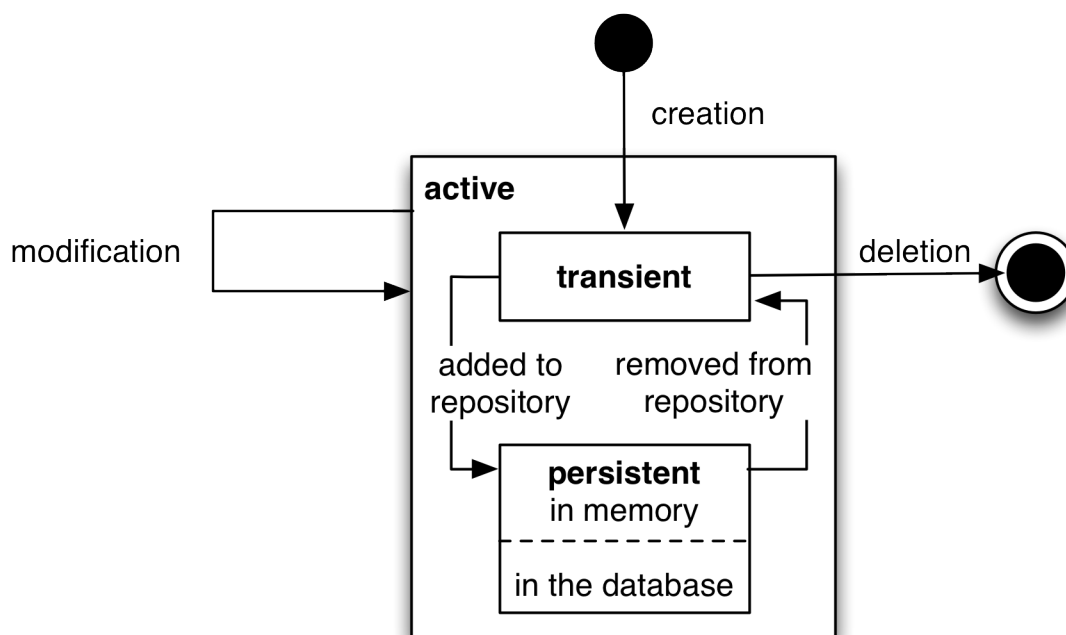 creation
active
modification
transient
deletion
added to
repository
removed from
repository
persistent
in memory
in the database